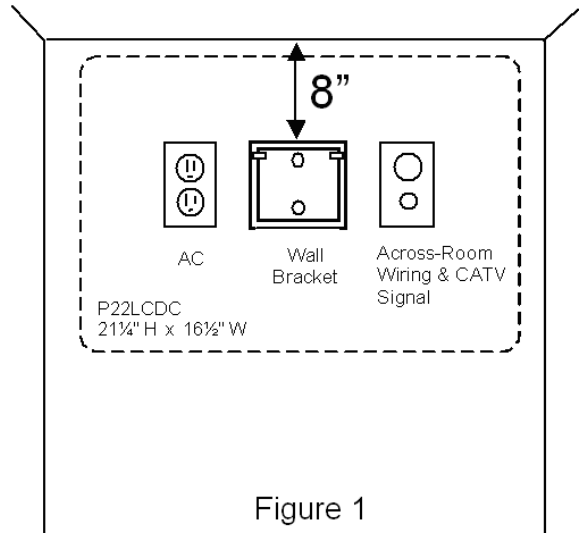 8”
AC
Wall
Bracket
Across-Room
Wiring & CATV
Signal
P22LCDC
21¼" H x 16½" W
Figure 1